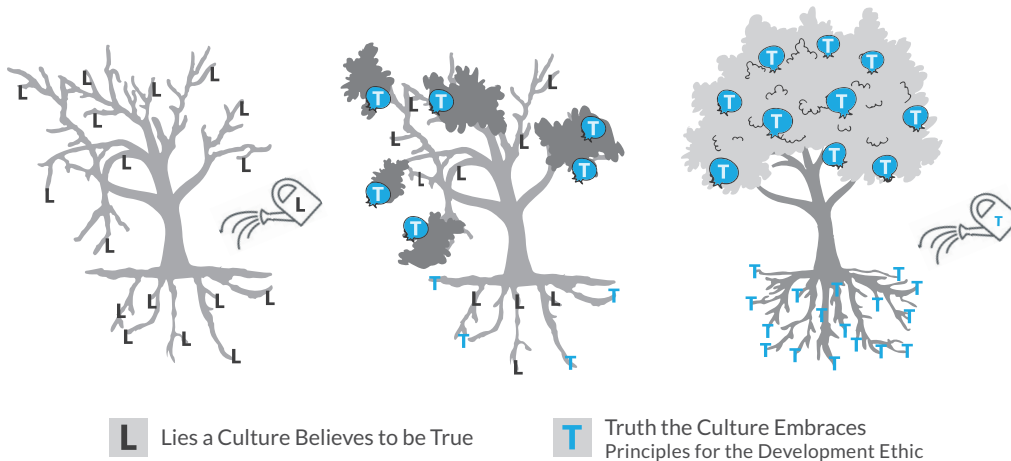 L L L L L L L L L L L L
L
L L L L L L L L
T T T T T T
L L L L L L
T T T T
L L L L
T T T T T T T T T T
T
T T T T T T T T T T T T T T T
L Lies a Culture Believes to be True
T Truth the Culture Embraces
Principles for the Development Ethic